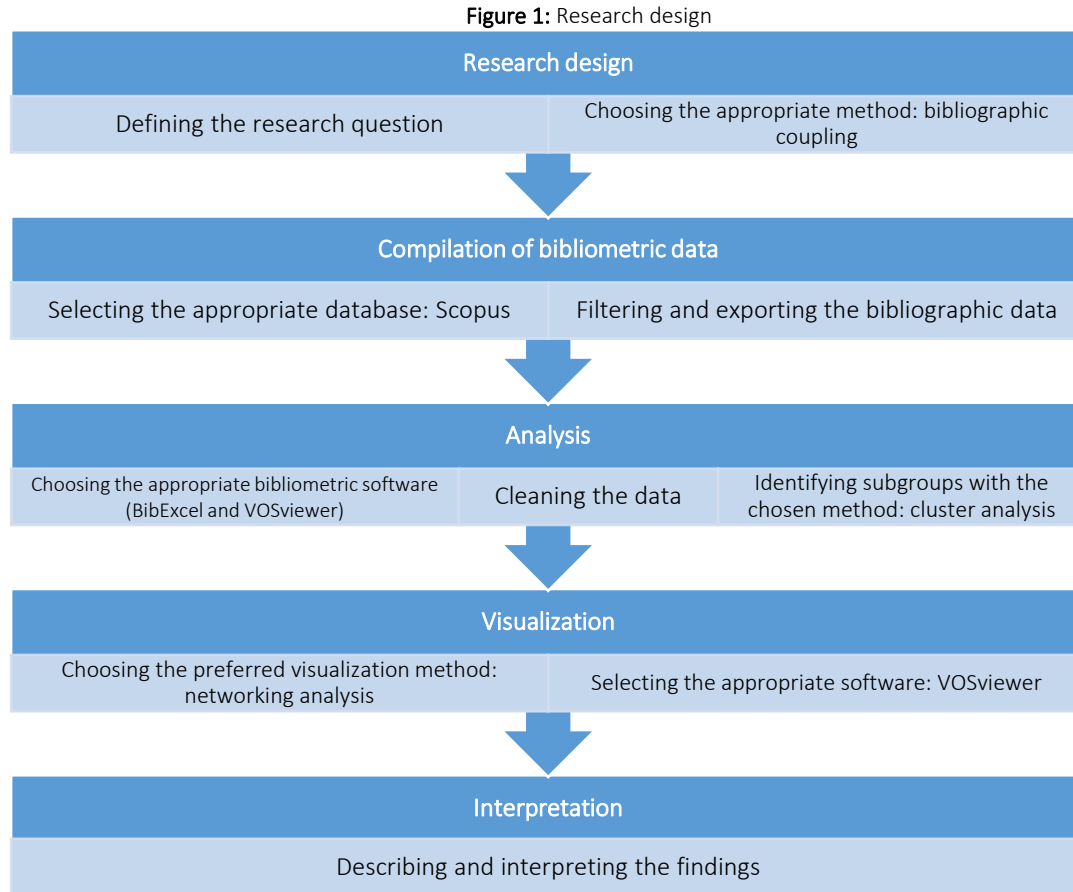 Figure 1: Research design
Research design
Defining the research question
Choosing the appropriate method: bibliographic
coupling
Compilation of bibliometric data
Selecting the appropriate database: Scopus
Filtering and exporting the bibliographic data
Analysis
Choosing the appropriate bibliometric software
(BibExcel and VOSviewer)
Cleaning the data
Identifying subgroups with the
chosen method: cluster analysis
Visualization
Choosing the preferred visualization method:
networking analysis
Selecting the appropriate software: VOSviewer
Interpretation
Describing and interpreting the findings